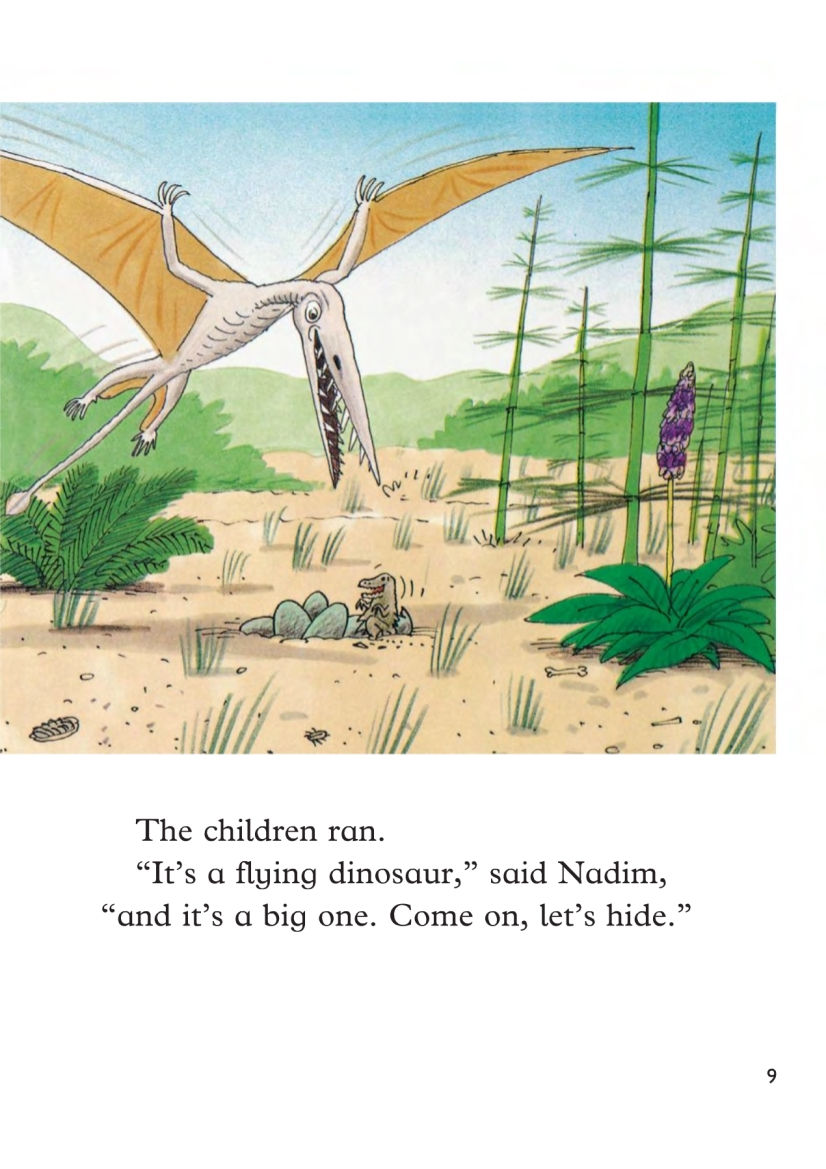 The children ran.
“It’s a flying dinosaur,” said Nadim,
“and it’s a big one. Come on, let’s hide.”
9